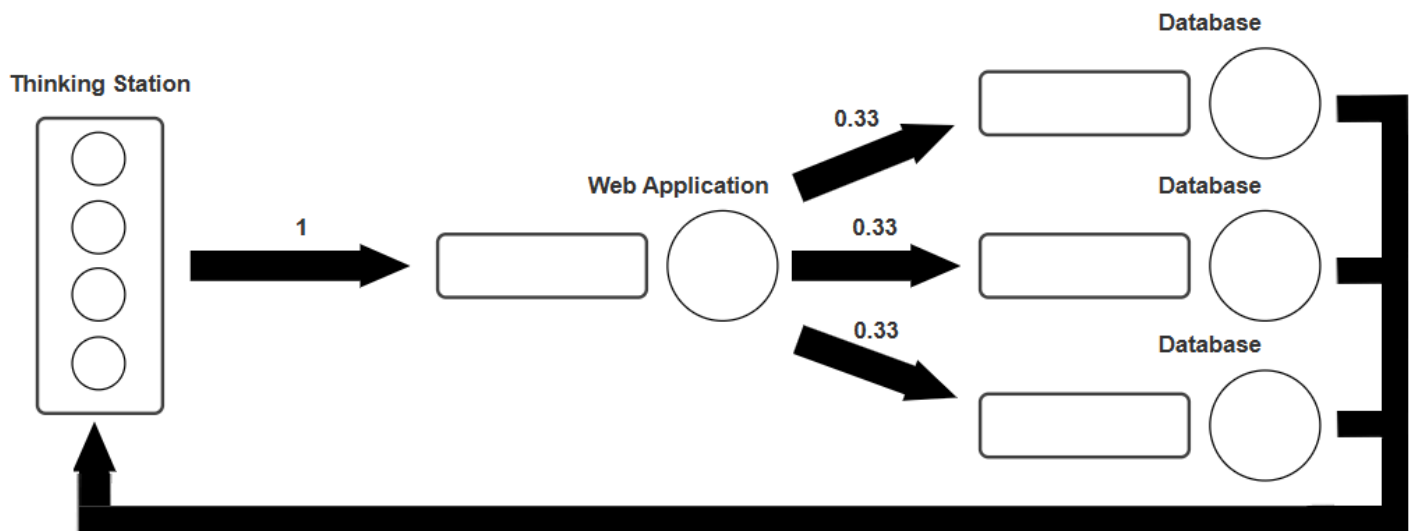 Database
Thinking Station
0.33
Web Application
Database
1
0.33
0.33
Database